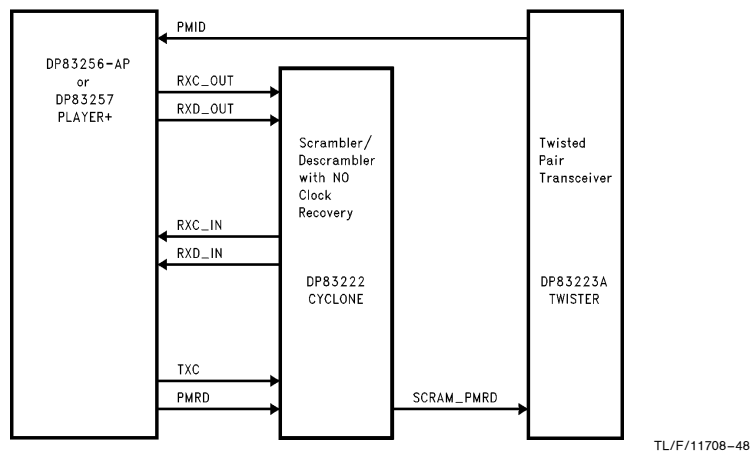 PMID
DP83256-AP
or
DP83257
PLAYER+
RXC_OUT
RXD_OUT
Scrambler/
Descrambler
with NO
Clock
Recovery
Twisted
Pair
Transceiver
RXC_IN
RXD_IN
DP83222
CYCLONE
DP83223A
TWISTER
TXC
PMRD
SCRAM_PMRD
TL/F/11708-48